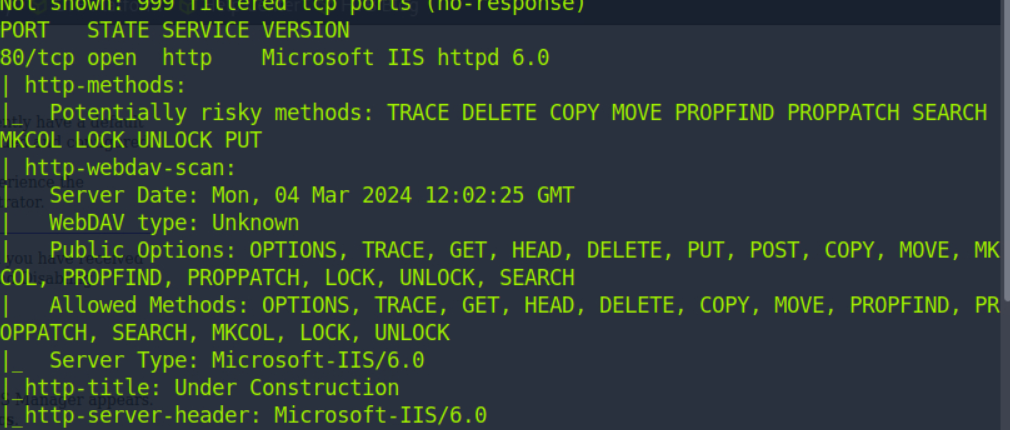 Not shown: 999 filtered tcp ports (no-response)
PORT   STATE SERVICE VERSION
80/tcp open  http    Microsoft IIS httpd 6.0
| http-methods:
|_  Potentially risky methods: TRACE DELETE COPY MOVE PROPFIND PROPPATCH SEARCH
MKCOL LOCK UNLOCK PUT
| http-webdav-scan:
|   Server Date: Mon, 04 Mar 2024 12:02:25 GMT
|   WebDAV type: Unknown
|   Public Options: OPTIONS, TRACE, GET, HEAD, DELETE, PUT, POST, COPY, MOVE, MK
COL, PROPFIND, PROPPATCH, LOCK, UNLOCK, SEARCH
|   Allowed Methods: OPTIONS, TRACE, GET, HEAD, DELETE, COPY, MOVE, PROPFIND, PR
OPPATCH, SEARCH, MKCOL, LOCK, UNLOCK
|_  Server Type: Microsoft-IIS/6.0
|_http-title: Under Construction
|_http-server-header: Microsoft-IIS/6.0